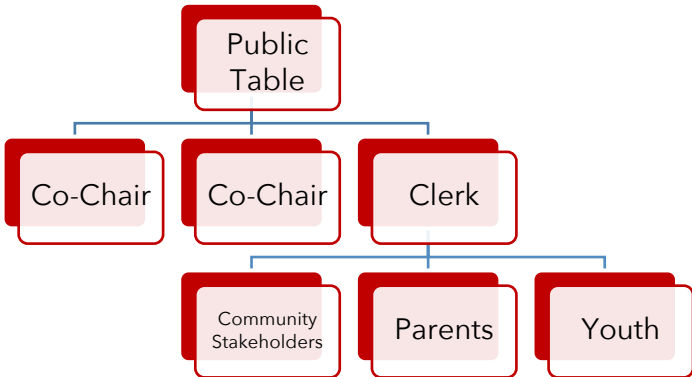 Public
Table
Co-Chair
Co-Chair
Clerk
Community
Stakeholders
Parents
Youth